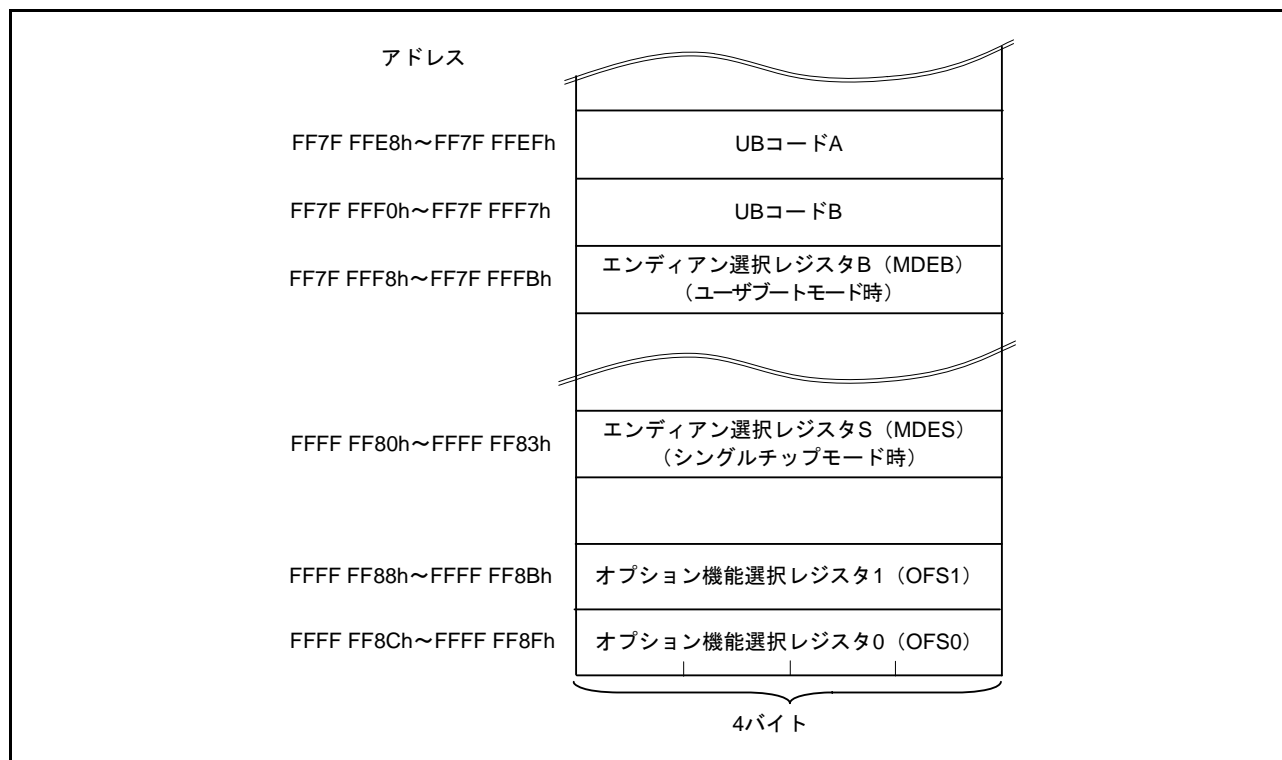 アドレス
FF7F FFE8h～FF7F FFEFh UBコードA
FF7F FFF0h～FF7F FFF7h UBコードB
FF7F FFF8h～FF7F FFFBh エンディアン選択レジスタB（MDEB）
（ユーザブートモード時）
FFFF FF80h～FFFF FF83h エンディアン選択レジスタS（MDES）
（シングルチップモード時）
FFFF FF88h～FFFF FF8Bh オプション機能選択レジスタ1（OFS1）
FFFF FF8Ch～FFFF FF8Fh オプション機能選択レジスタ0（OFS0）
4バイト